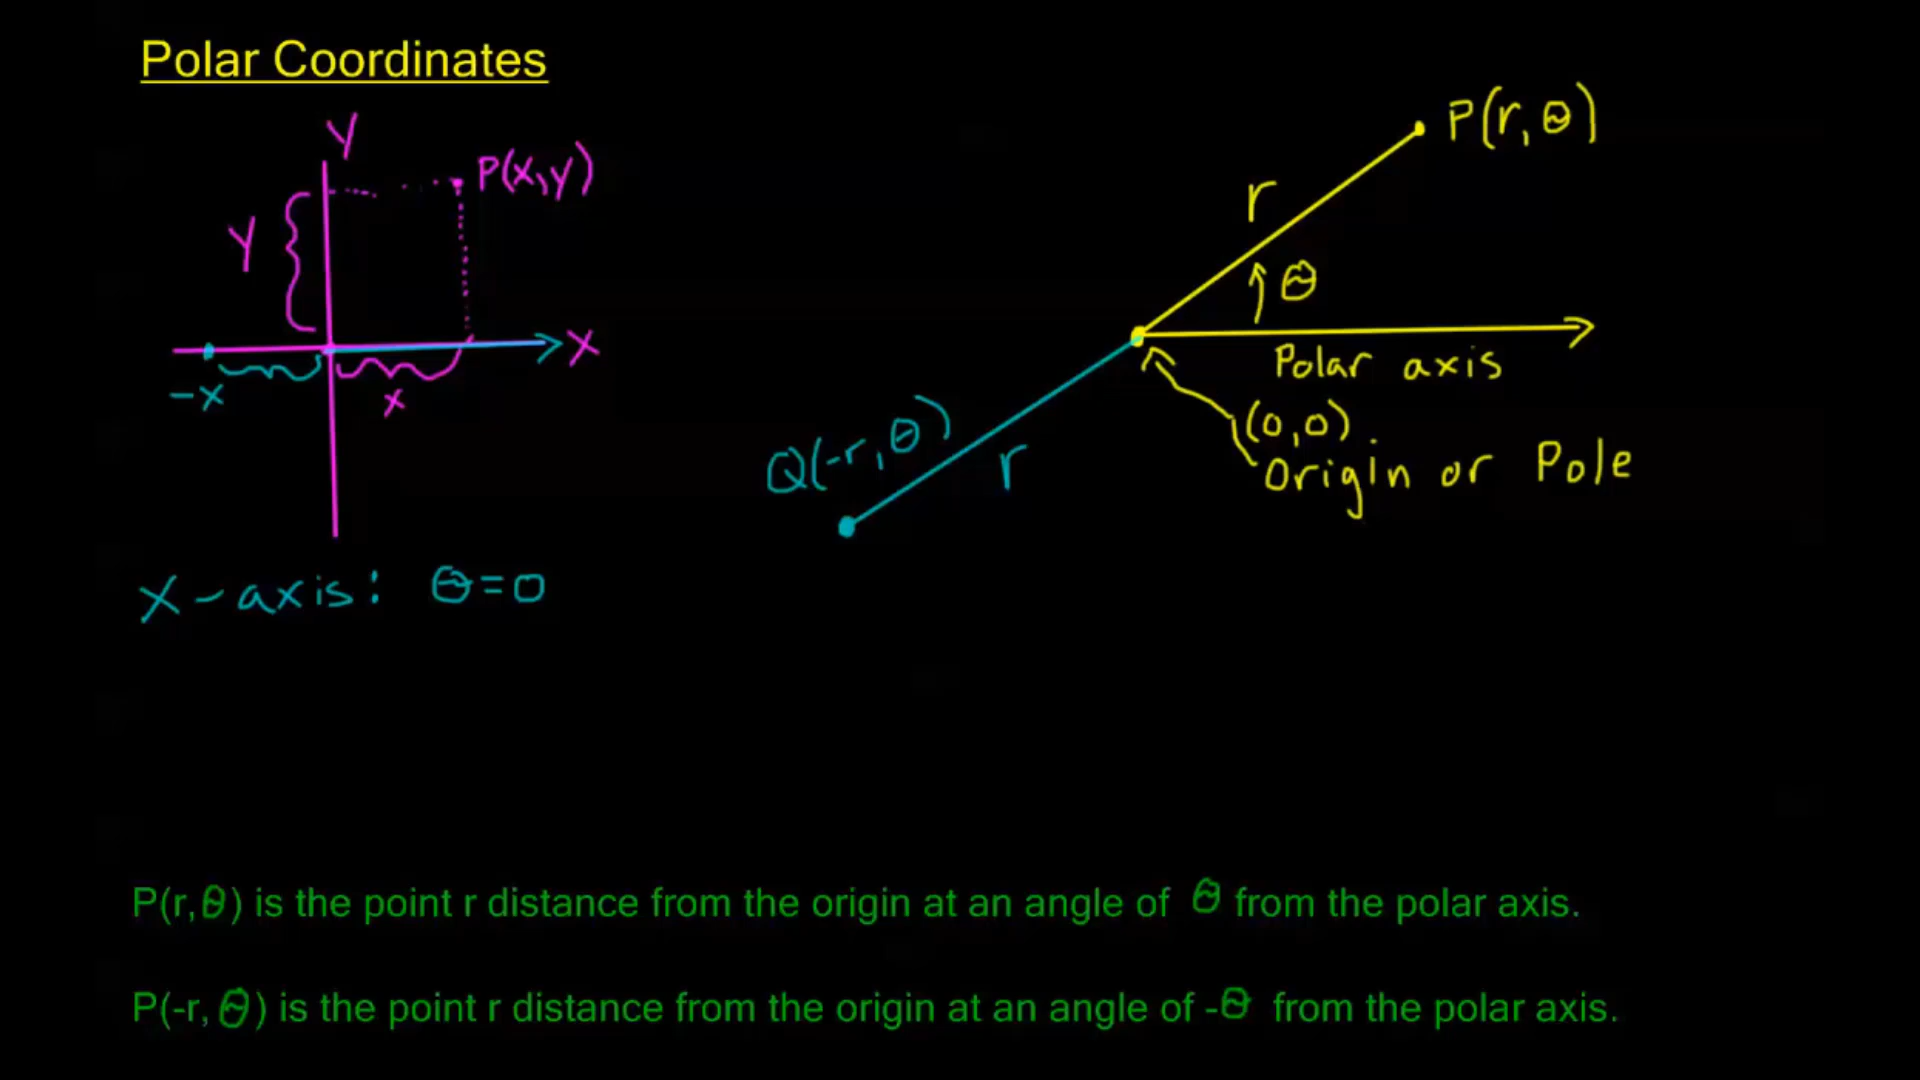 Polar Coordinates
Y
P(x,y)
Y
X
-x
x
X-axis: θ=0
P(r,θ)
r
θ
Polar axis
(0,0)
Origin or Pole
Q(-r,θ)
r
P(r,θ) is the point r distance from the origin at an angle of θ from the polar axis.
P(-r,θ) is the point r distance from the origin at an angle of -θ from the polar axis.